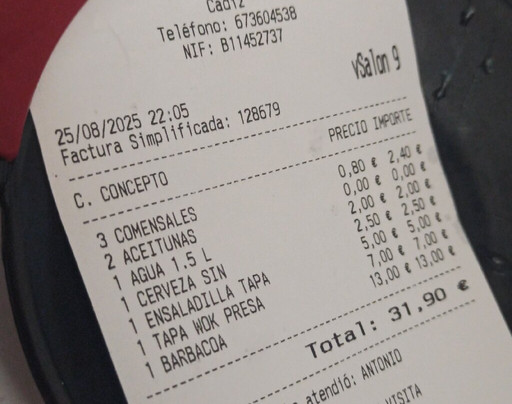 Cádiz
Teléfono: 673604538
NIF: B11452737
vSalon 9
25/08/2025 22:05
Factura Simplificada: 128679
C. CONCEPTO PRECIO IMPORTE
3 COMENSALES 0,80 € 2,40 €
2 ACEITUNAS 0,00 € 0,00 €
1 AGUA 1.5 L 2,00 € 2,00 €
1 CERVEZA SIN 2,50 € 2,50 €
1 ENSALADILLA TAPA 5,00 € 5,00 €
1 TAPA WOK PRESA 7,00 € 7,00 €
1 BARBACOA 13,00 € 13,00 €
Total: 31,90 €
atendió: ANTONIO
VISITA